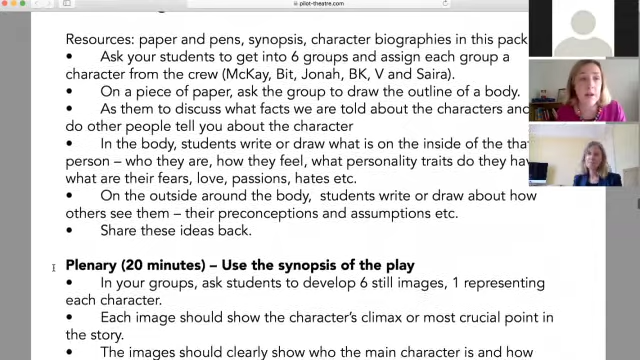 pilot-theatre.com
Resources: paper and pens, synopsis, character biographies in this pack
• Ask your students to get into 6 groups and assign each group a
character from the crew (McKay, Bit, Jonah, BK, V and Saira).
• On a piece of paper, ask the group to draw the outline of a body.
• As them to discuss what facts we are told about the characters and
do other people tell you about the character
• In the body, students write or draw what is on the inside of the
person – who they are, how they feel, what personality traits do they
what are their fears, love, passions, hates etc.
• On the outside around the body, students write or draw about how
others see them – their preconceptions and assumptions etc.
• Share these ideas back.
Plenary (20 minutes) – Use the synopsis of the play
• In your groups, ask students to develop 6 still images, 1 representing
each character.
• Each image should show the character's climax or most crucial point in
the story.
• The images should clearly show who the main character is and how